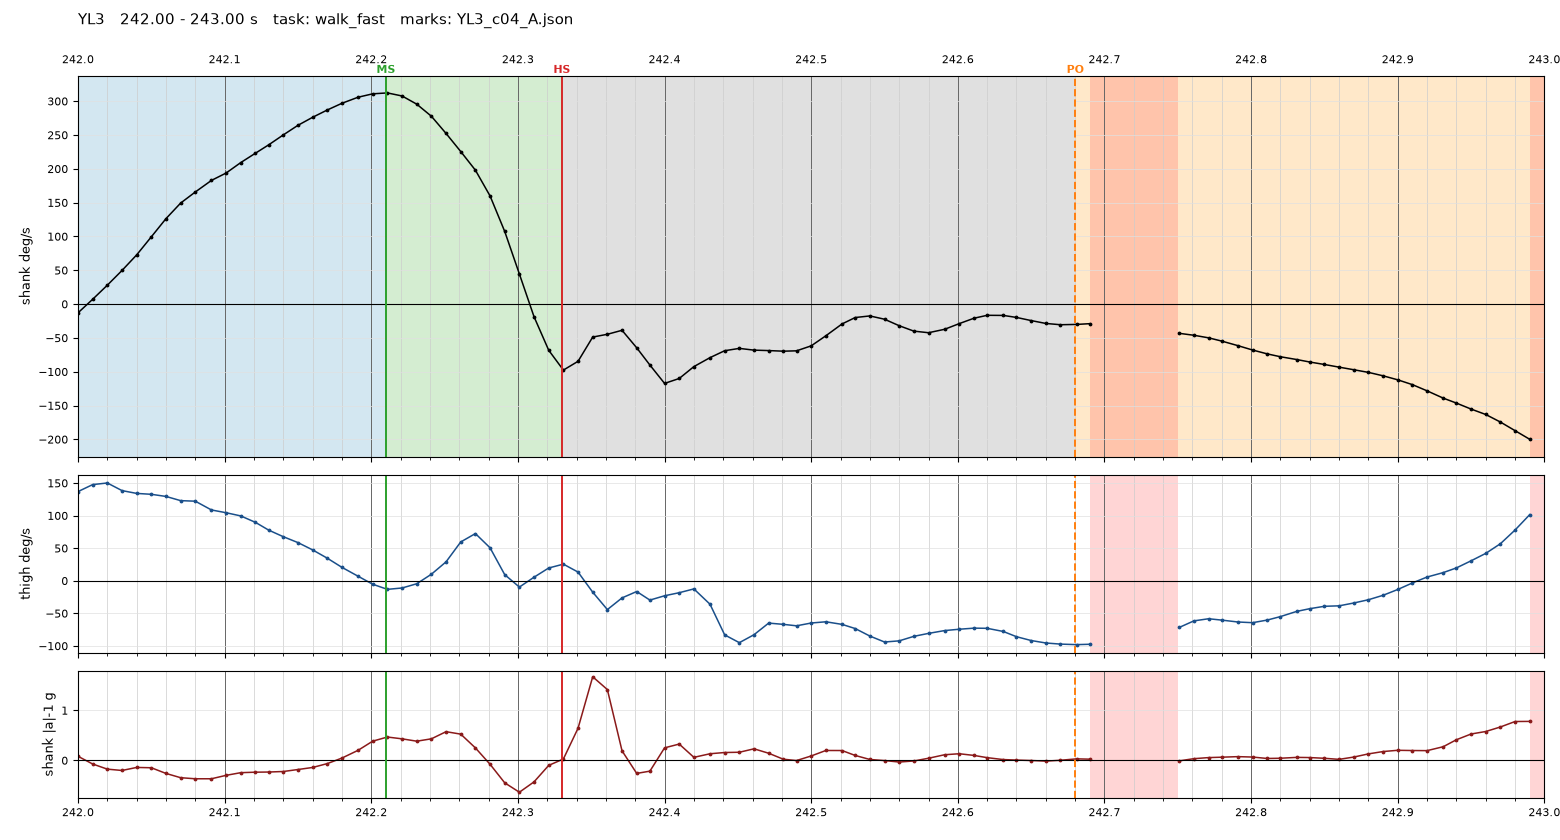 YL3   242.00 - 243.00 s   task: walk_fast   marks: YL3_c04_A.json
242.0 242.1 242.2 242.3 242.4 242.5 242.6 242.7 242.8 242.9 243.0
MS HS PO
shank deg/s
300
250
200
150
100
50
0
−50
−100
−150
−200
thigh deg/s
150
100
50
0
−50
−100
shank |a|-1 g
1
0
242.0 242.1 242.2 242.3 242.4 242.5 242.6 242.7 242.8 242.9 243.0